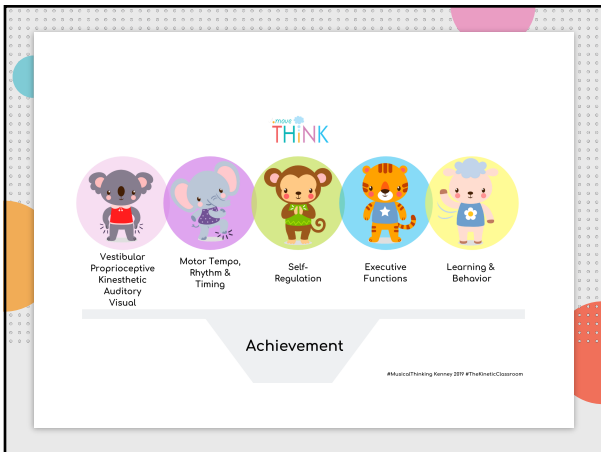 move
THiNK
Vestibular
Proprioceptive
Kinesthetic
Auditory
Visual
Motor Tempo,
Rhythm &
Timing
Self-
Regulation
Executive
Functions
Learning &
Behavior
Achievement
#MusicalThinking Kenney 2019 #TheKineticClassroom